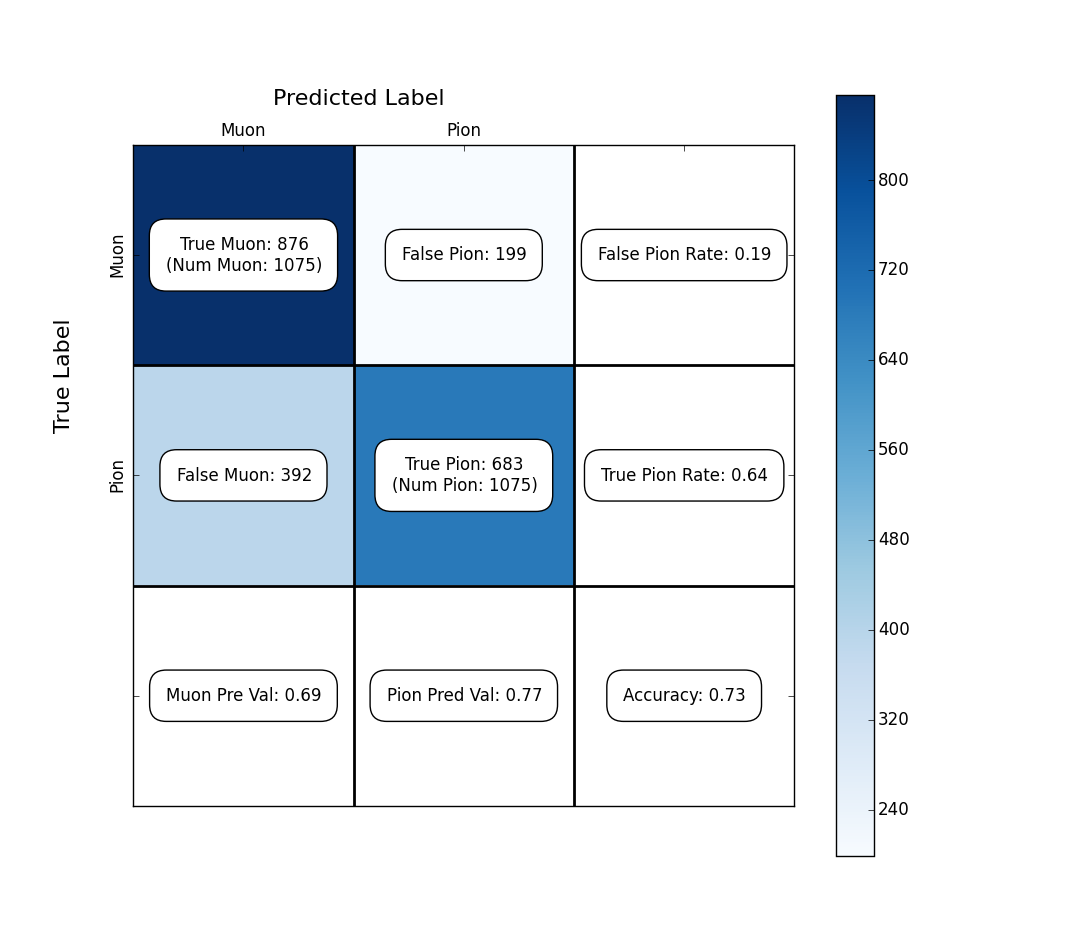 Predicted Label
Muon
Pion
True Label
Muon
True Muon: 876
(Num Muon: 1075)
False Pion: 199
False Pion Rate: 0.19
Pion
False Muon: 392
True Pion: 683
(Num Pion: 1075)
True Pion Rate: 0.64
Muon Pre Val: 0.69
Pion Pred Val: 0.77
Accuracy: 0.73
800
720
640
560
480
400
320
240